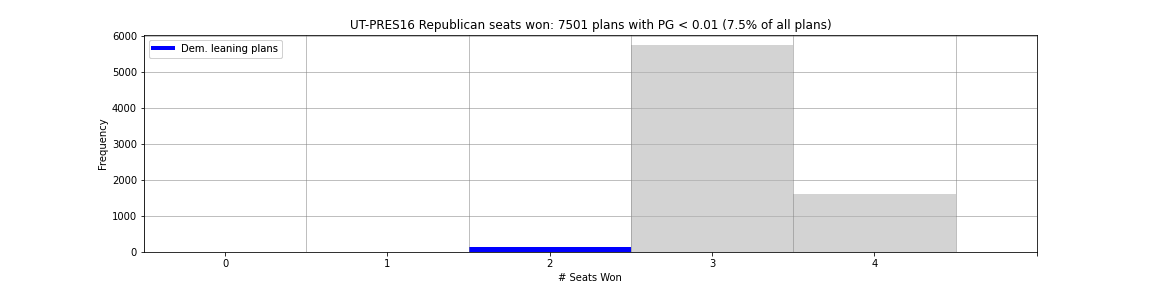 UT-PRES16 Republican seats won: 7501 plans with PG < 0.01 (7.5% of all plans)
Dem. leaning plans
6000
5000
4000
3000
2000
1000
0
Frequency
0 1 2 3 4
# Seats Won